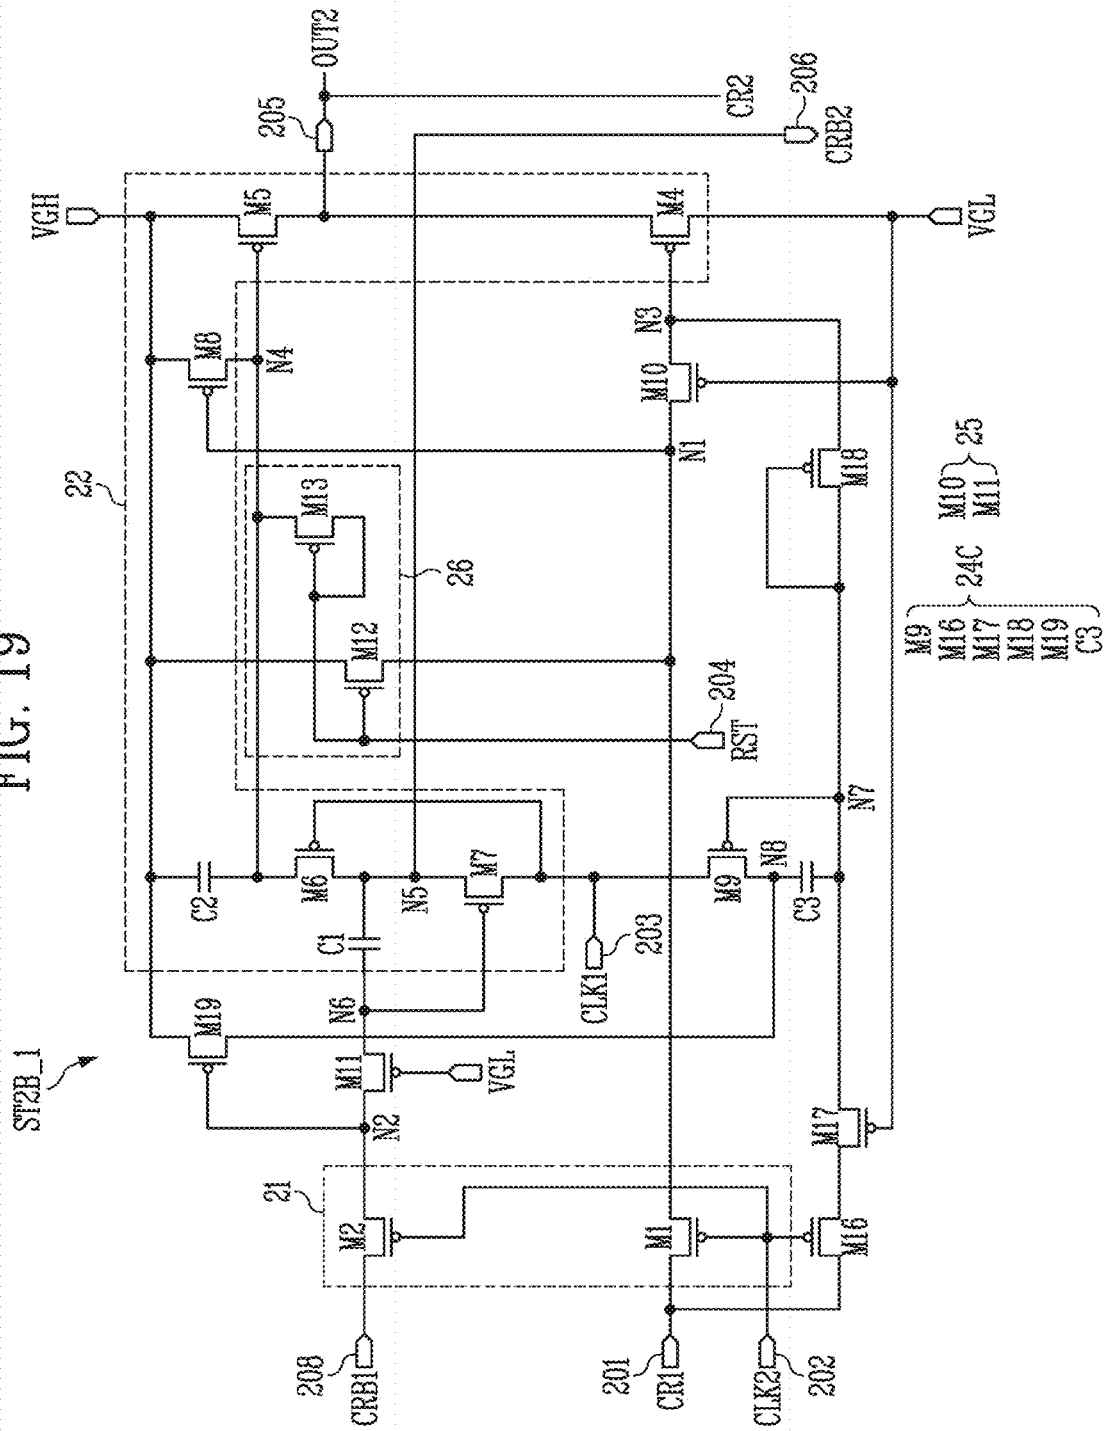 FIG. 19
ST2B_1
22
VGH
OUT2
205
M5
CR2
206
CRB2
M8
N4
M4
VGL
N3
M10
N1
M13
26
M12
M18
M10
M11
25
24C
M9
M16
M17
M18
M19
C3
204
RST
C2
M6
N5
M7
C1
N6
M9
N8
C3
N7
CLK1
203
M19
M11
VGL
N2
M17
21
M2
M1
M16
208
CRB1
201
CR1
CLK2
202